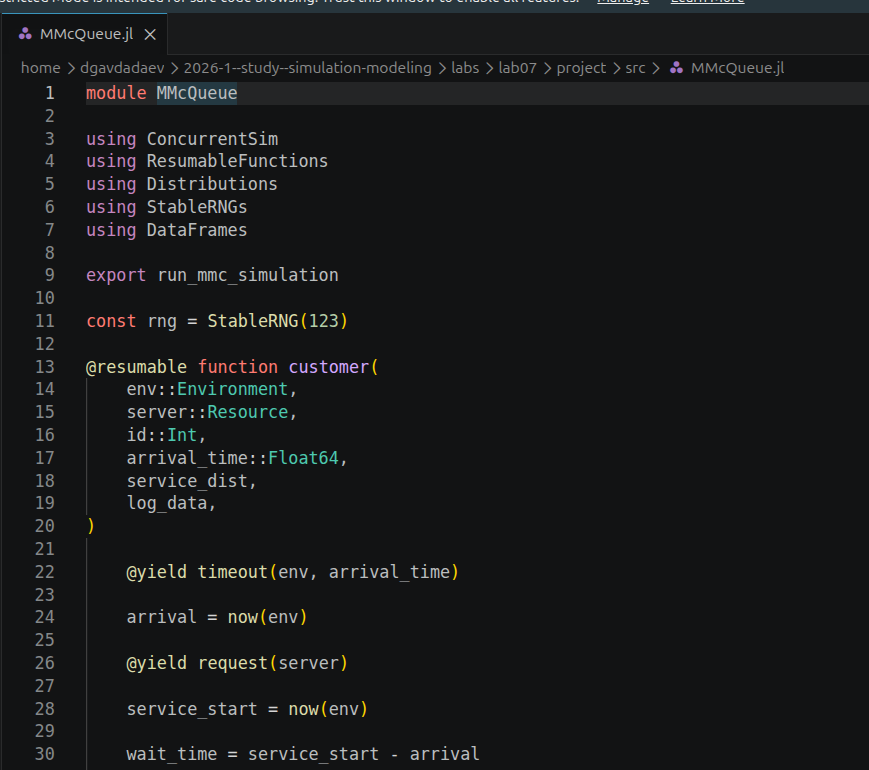 stricted Mode is intended for safe code browsing. Trust this window to enable all features. Manage Learn More
MMcQueue.jl
home > dgavdadaev > 2026-1--study--simulation-modeling > labs > lab07 > project > src > MMcQueue.jl
1 module MMcQueue
2
3 using ConcurrentSim
4 using ResumableFunctions
5 using Distributions
6 using StableRNGs
7 using DataFrames
8
9 export run_mmc_simulation
10
11 const rng = StableRNG(123)
12
13 @resumable function customer(
14 env::Environment,
15 server::Resource,
16 id::Int,
17 arrival_time::Float64,
18 service_dist,
19 log_data,
20 )
21
22 @yield timeout(env, arrival_time)
23
24 arrival = now(env)
25
26 @yield request(server)
27
28 service_start = now(env)
29
30 wait_time = service_start - arrival